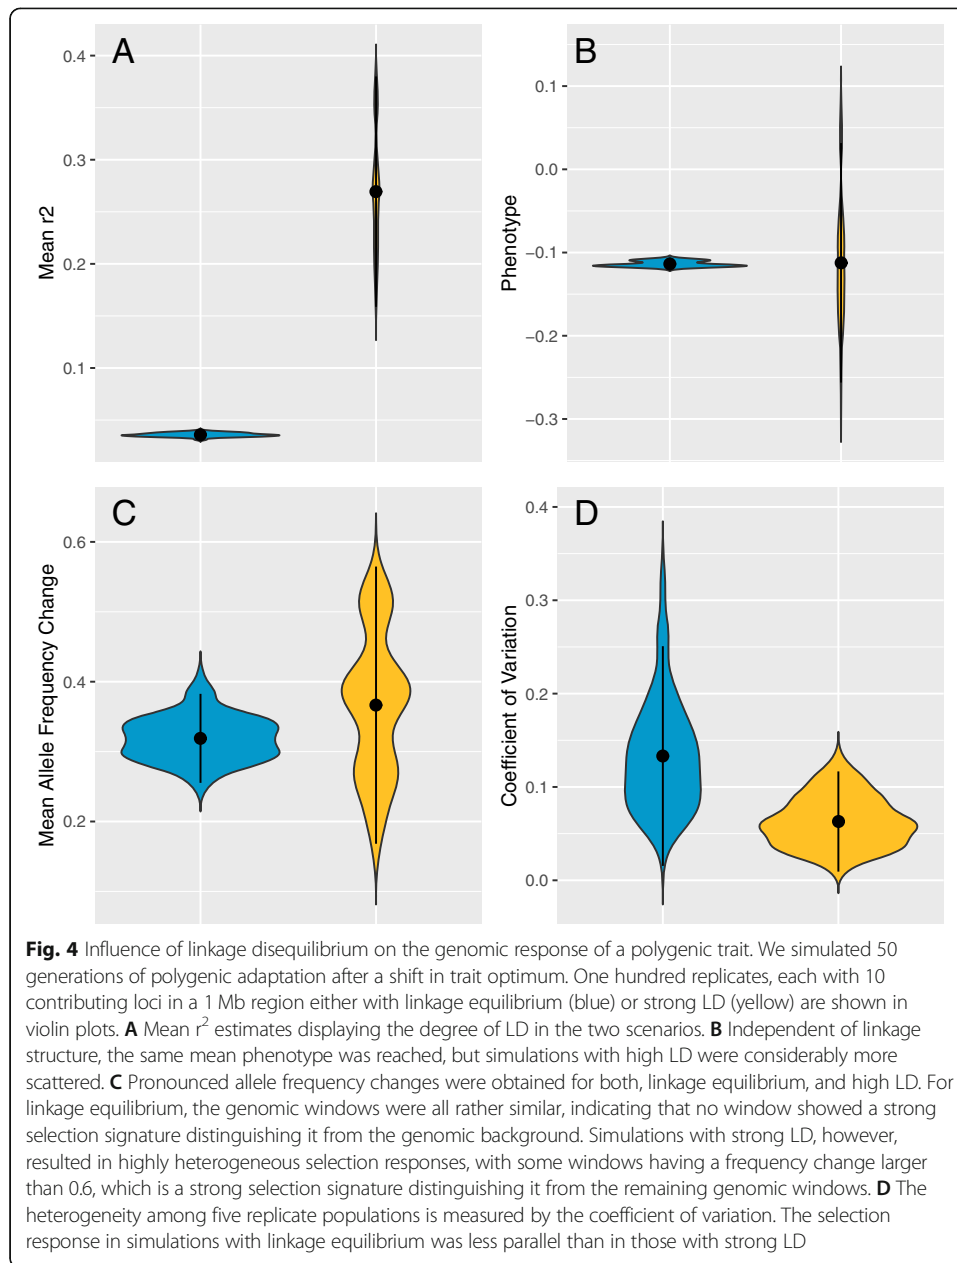 A
0.4
0.3
0.2
0.1
Mean r2
B
0.1
0.0
−0.1
−0.2
−0.3
Phenotype
C
0.6
0.4
0.2
Mean Allele Frequency Change
D
0.4
0.3
0.2
0.1
0.0
Coefficient of Variation
Fig. 4 Influence of linkage disequilibrium on the genomic response of a polygenic trait. We simulated 50
generations of polygenic adaptation after a shift in trait optimum. One hundred replicates, each with 10
contributing loci in a 1 Mb region either with linkage equilibrium (blue) or strong LD (yellow) are shown in
violin plots. A Mean r² estimates displaying the degree of LD in the two scenarios. B Independent of linkage
structure, the same mean phenotype was reached, but simulations with high LD were considerably more
scattered. C Pronounced allele frequency changes were obtained for both, linkage equilibrium, and high LD. For
linkage equilibrium, the genomic windows were all rather similar, indicating that no window showed a strong
selection signature distinguishing it from the genomic background. Simulations with strong LD, however,
resulted in highly heterogeneous selection responses, with some windows having a frequency change larger
than 0.6, which is a strong selection signature distinguishing it from the remaining genomic windows. D The
heterogeneity among five replicate populations is measured by the coefficient of variation. The selection
response in simulations with linkage equilibrium was less parallel than in those with strong LD